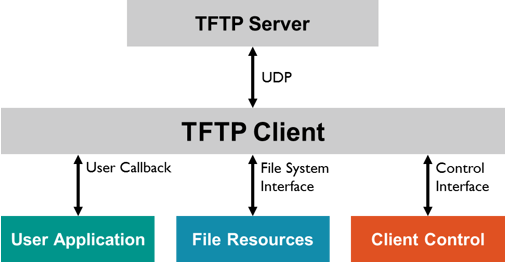 TFTP Server
UDP
TFTP Client
User Callback
File System
Interface
Control
Interface
User Application
File Resources
Client Control